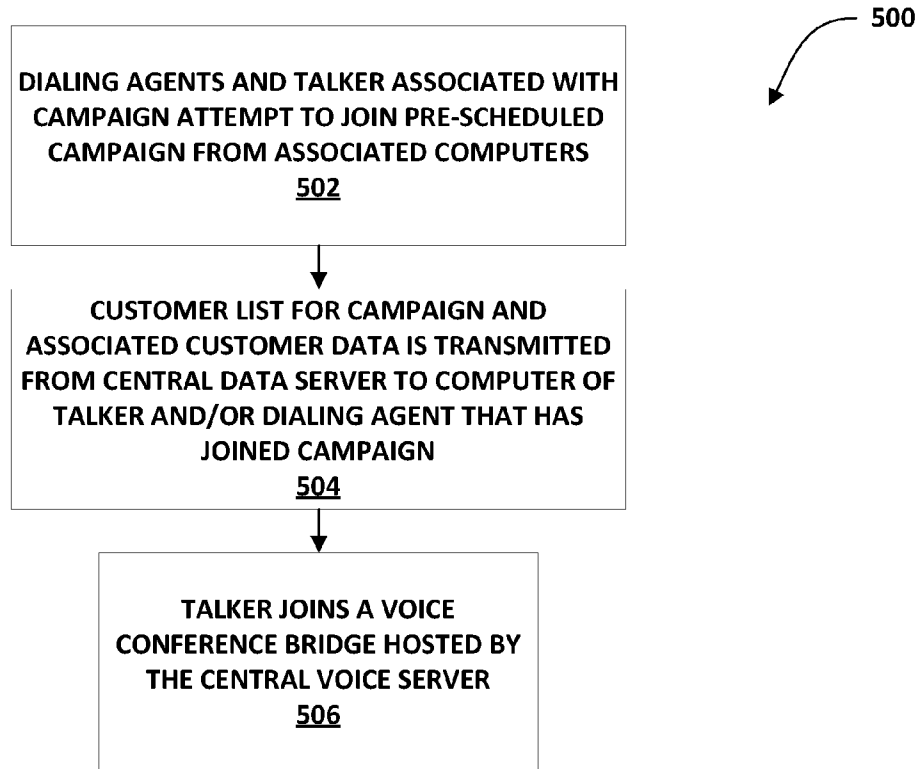 500
DIALING AGENTS AND TALKER ASSOCIATED WITH
CAMPAIGN ATTEMPT TO JOIN PRE-SCHEDULED
CAMPAIGN FROM ASSOCIATED COMPUTERS
502
CUSTOMER LIST FOR CAMPAIGN AND
ASSOCIATED CUSTOMER DATA IS TRANSMITTED
FROM CENTRAL DATA SERVER TO COMPUTER OF
TALKER AND/OR DIALING AGENT THAT HAS
JOINED CAMPAIGN
504
TALKER JOINS A VOICE
CONFERENCE BRIDGE HOSTED BY
THE CENTRAL VOICE SERVER
506